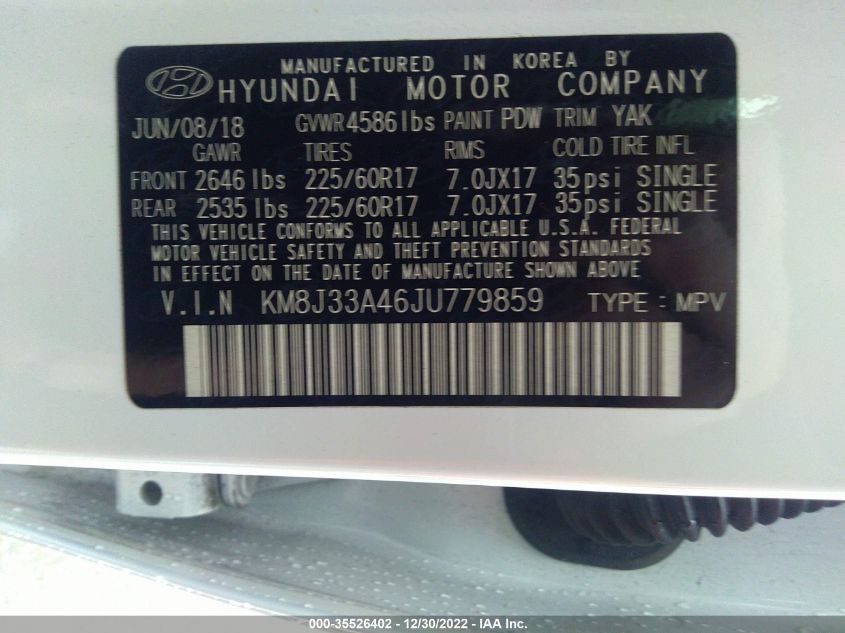 MANUFACTURED IN KOREA BY
HYUNDAI MOTOR COMPANY
JUN/08/18 GVWR 4586 lbs PAINT PDW TRIM YAK
GAWR TIRES RIMS COLD TIRE INFL
FRONT 2646 lbs 225/60R17 7.0JX17 35psi SINGLE
REAR 2535 lbs 225/60R17 7.0JX17 35psi SINGLE
THIS VEHICLE CONFORMS TO ALL APPLICABLE U.S.A. FEDERAL
MOTOR VEHICLE SAFETY AND THEFT PREVENTION STANDARDS
IN EFFECT ON THE DATE OF MANUFACTURE SHOWN ABOVE
V.I.N KM8J33A46JU779859 TYPE : MPV
000-35526402 - 12/30/2022 - IAA Inc.